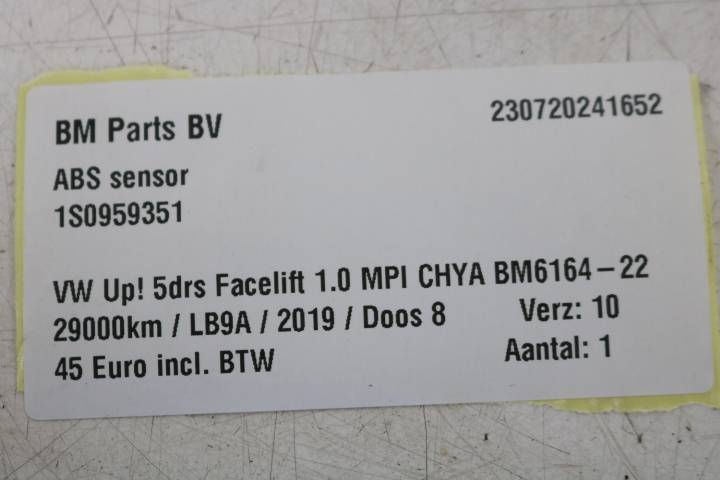 BM Parts BV 230720241652
ABS sensor
1S0959351
VW Up! 5drs Facelift 1.0 MPI CHYA BM6164-22
29000km / LB9A / 2019 / Doos 8 Verz: 10
45 Euro incl. BTW Aantal: 1